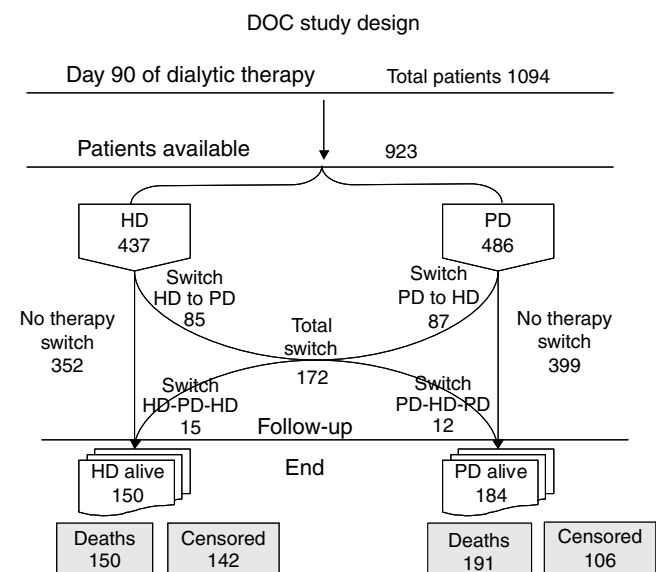 DOC study design
Day 90 of dialytic therapy Total patients 1094
Patients available 923
HD
437
PD
486
Switch
HD to PD
85
Switch
PD to HD
87
No therapy
switch
352
Total
switch
172
No therapy
switch
399
Switch
HD-PD-HD
15
Switch
PD-HD-PD
12
Follow-up
End
HD alive
150
PD alive
184
Deaths
150
Censored
142
Deaths
191
Censored
106